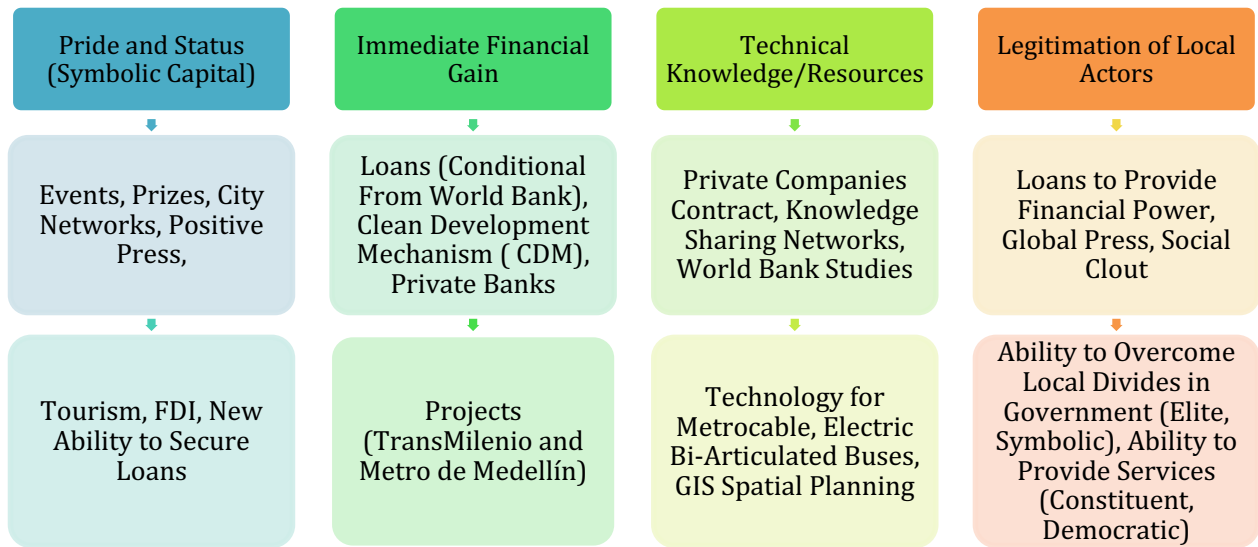 Pride and Status
(Symbolic Capital)
Events, Prizes, City
Networks, Positive
Press,
Tourism, FDI, New
Ability to Secure
Loans
Immediate Financial
Gain
Loans (Conditional
From World Bank),
Clean Development
Mechanism ( CDM),
Private Banks
Projects
(TransMilenio and
Metro de Medellín)
Technical
Knowledge/Resources
Private Companies
Contract, Knowledge
Sharing Networks,
World Bank Studies
Technology for
Metrocable, Electric
Bi-Articulated Buses,
GIS Spatial Planning
Legitimation of Local
Actors
Loans to Provide
Financial Power,
Global Press, Social
Clout
Ability to Overcome
Local Divides in
Government (Elite,
Symbolic), Ability to
Provide Services
(Constituent,
Democratic)